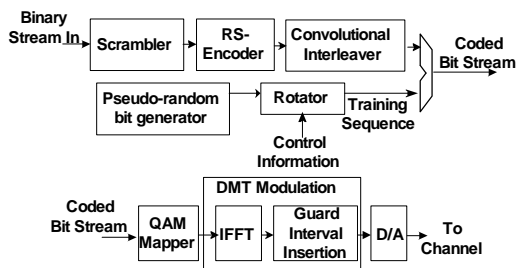 Binary
Stream In
Scrambler
RS-
Encoder
Convolutional
Interleaver
Coded
Bit Stream
Pseudo-random
bit generator
Rotator
Training
Sequence
Control
Information
DMT Modulation
Coded
Bit Stream
QAM
Mapper
IFFT
Guard
Interval
Insertion
D/A
To
Channel